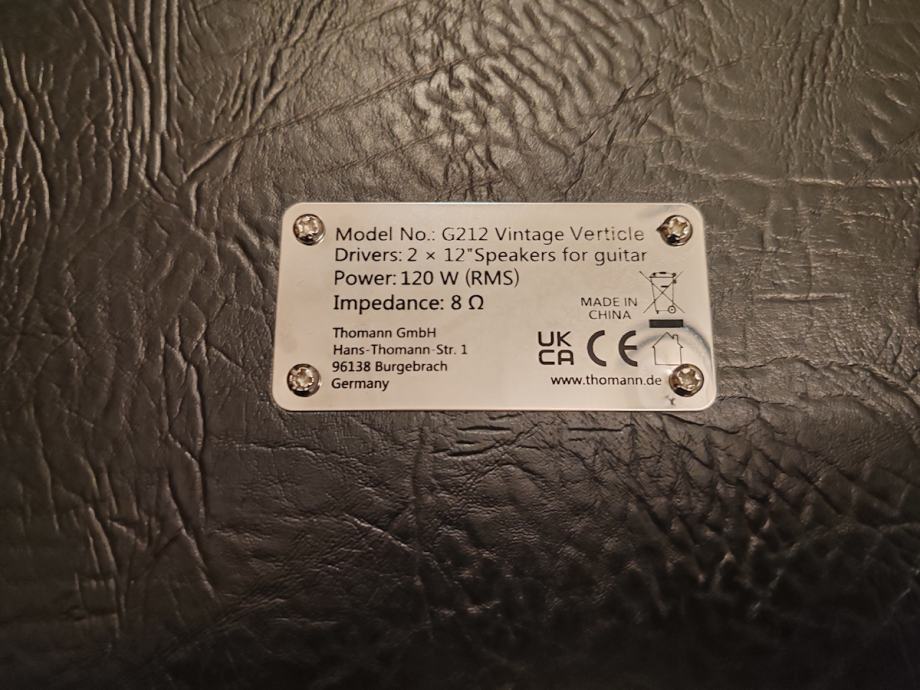 Model No.: G212 Vintage Verticle
Drivers: 2 × 12"Speakers for guitar
Power: 120 W (RMS)
Impedance: 8 Ω
MADE IN
CHINA
Thomann GmbH
Hans-Thomann-Str. 1
96138 Burgebrach
Germany
UK
CA CE
www.thomann.de